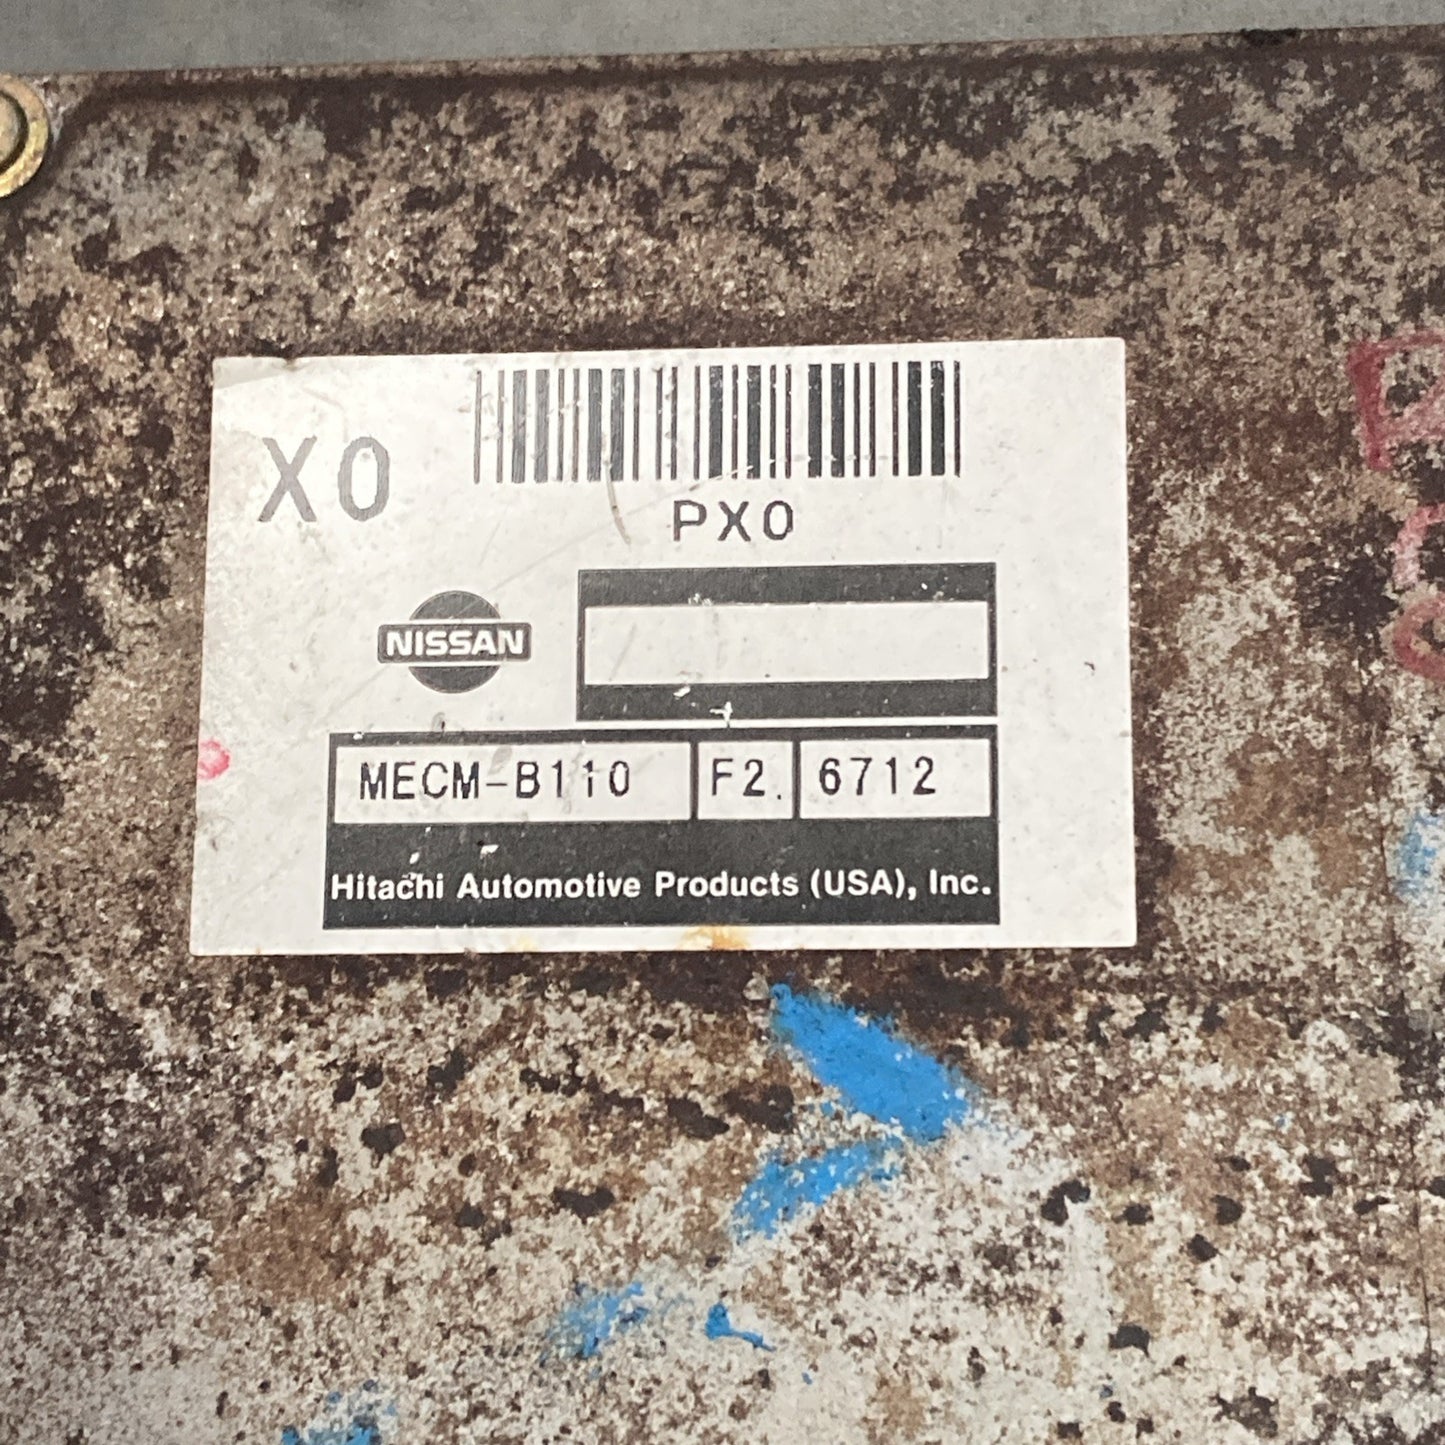 X0
PX0
NISSAN
MECM-B110 F2. 6712
Hitachi Automotive Products (USA), Inc.